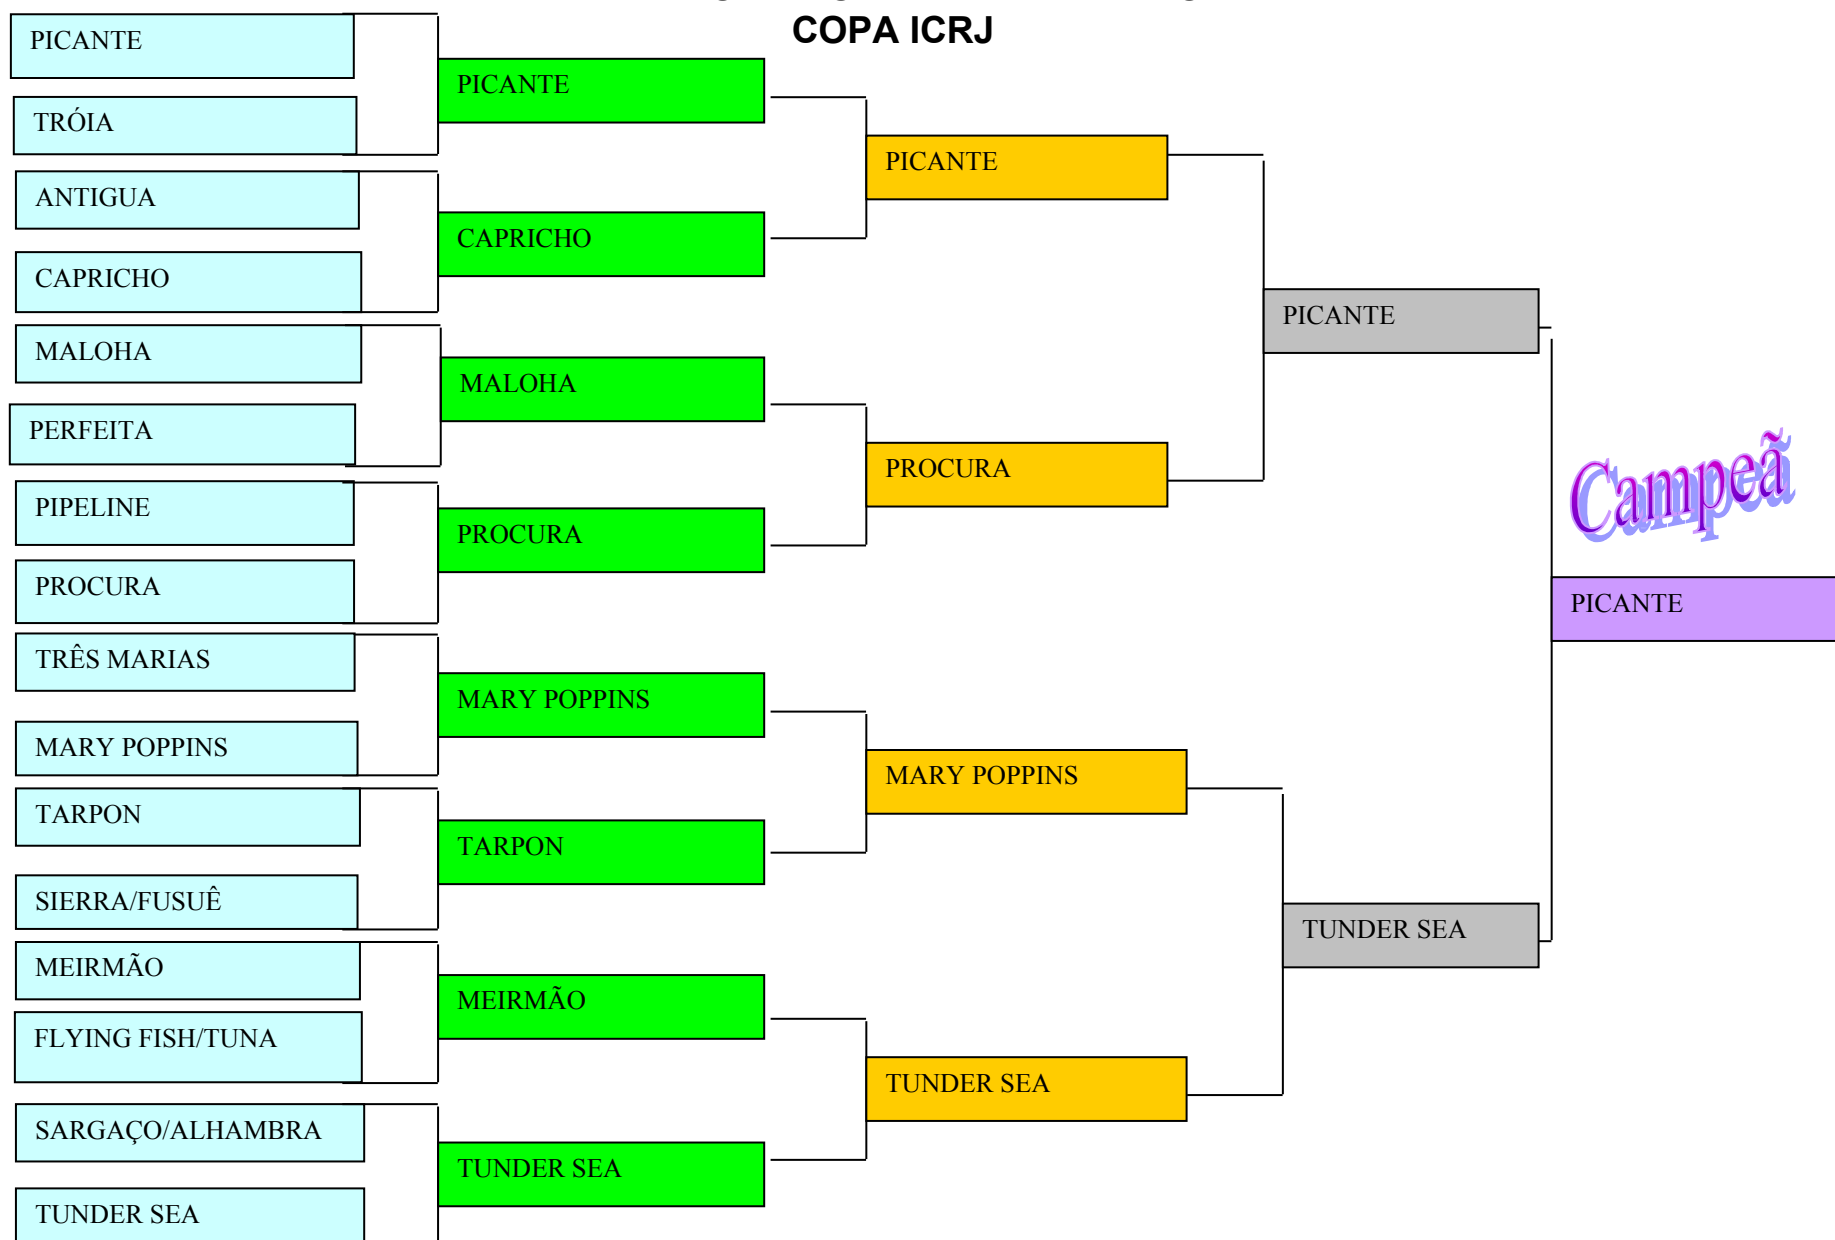 COPA ICRJ
PICANTE
TRÓIA
ANTIGUA
CAPRICHO
MALOHA
PERFEITA
PIPELINE
PROCURA
TRÊS MARIAS
MARY POPPINS
TARPON
SIERRA/FUSUÊ
MEIRMÃO
FLYING FISH/TUNA
SARGAÇO/ALHAMBRA
TUNDER SEA
PICANTE
CAPRICHO
MALOHA
PROCURA
MARY POPPINS
TARPON
MEIRMÃO
TUNDER SEA
PICANTE
PROCURA
MARY POPPINS
TUNDER SEA
PICANTE
TUNDER SEA
Campeã
PICANTE